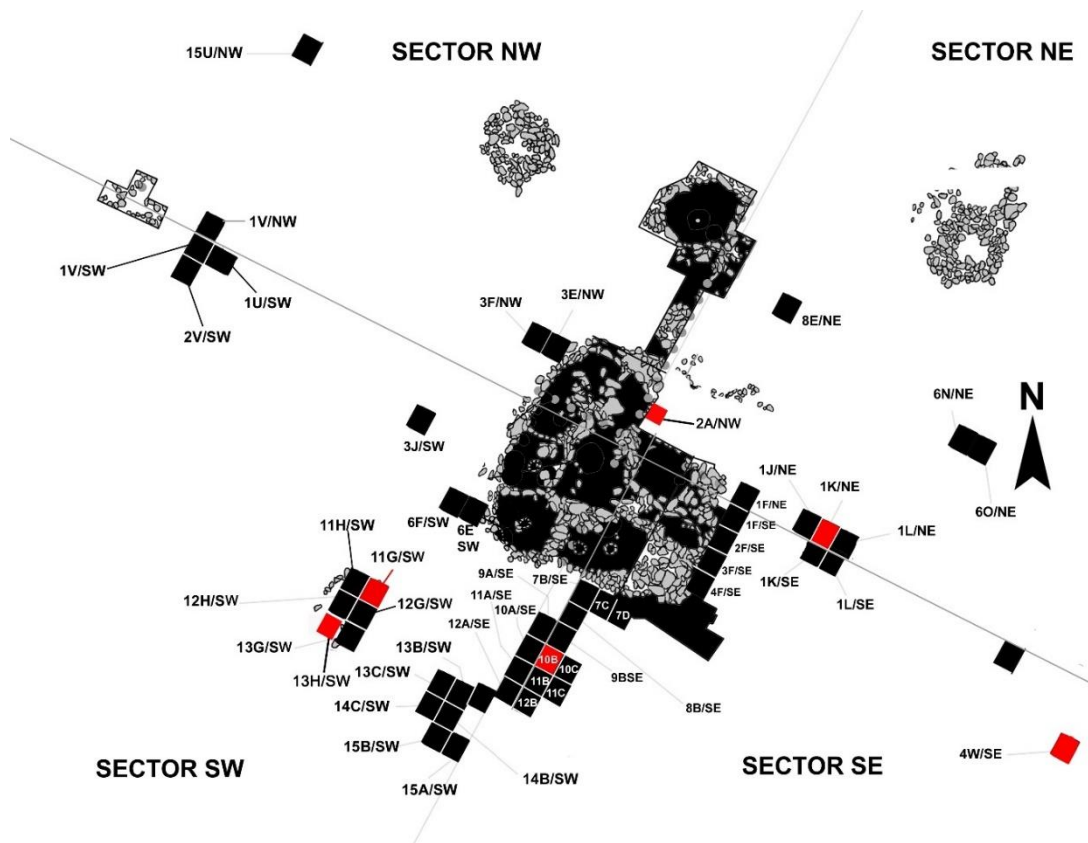 15U/NW
SECTOR NW
SECTOR NE
1V/NW
1V/SW
1U/SW
2V/SW
3F/NW
3E/NW
8E/NE
2A/NW
6N/NE
N
3J/SW
1J/NE
1K/NE
6O/NE
6F/SW
6E
SW
1F/NE
1F/SE
2F/SE
3F/SE
4F/SE
1L/NE
1K/SE
1L/SE
11H/SW
11G/SW
12H/SW
12G/SW
13G/SW
13H/SW
9A/SE
7B/SE
11A/SE
10A/SE
12A/SE
7C
7D
13B/SW
13C/SW
14C/SW
15B/SW
10B
10C
11B
11C
12B
9BSE
8B/SE
14B/SW
15A/SW
SECTOR SW
SECTOR SE
4W/SE